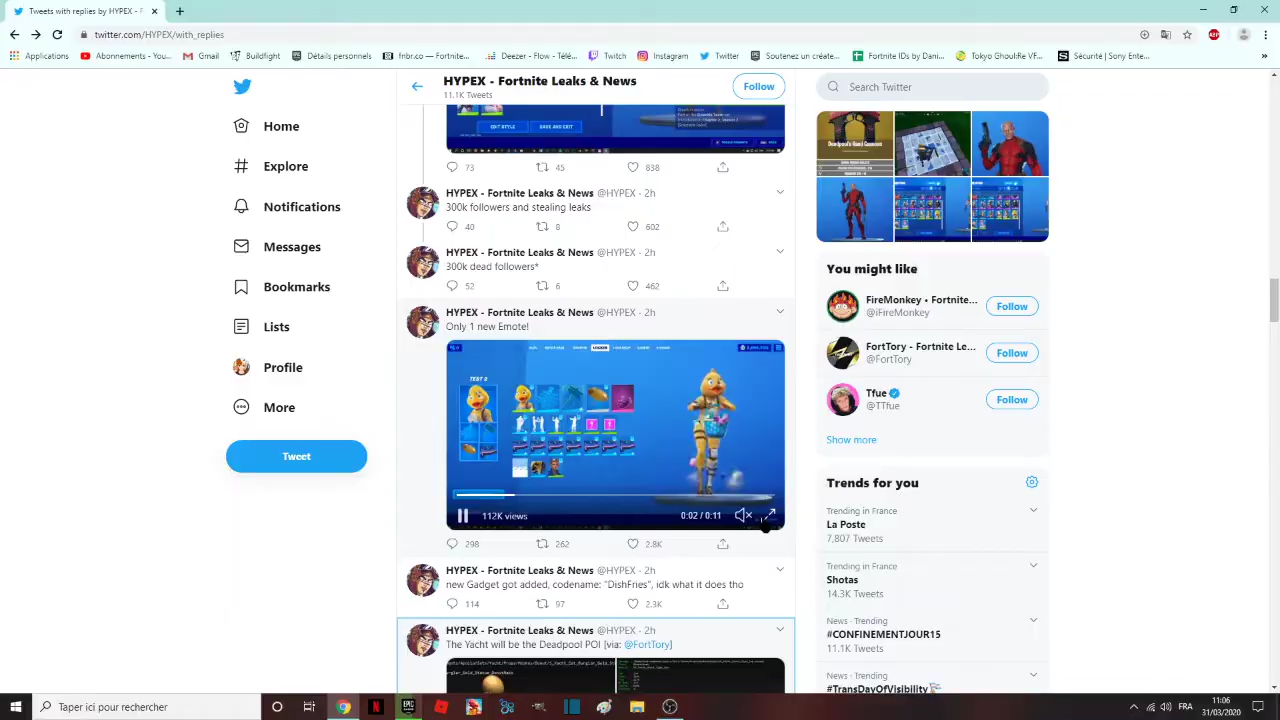 Tweets with replies by HYPEX - F
twitter.com/HYPEX/with_replies
Applications
Abonnements - You...
Gmail
Buildfight
Détails personnels
fnbr.co — Fortnite...
Deezer - Flow - Télé...
Twitch
Instagram
Twitter
Soutenez un créate...
Fortnite IDs by Dani...
Tokyo GhoulRe VF...
Sécurité | Sony Ente...
»
Home
Explore
Notifications
Messages
Bookmarks
Lists
Profile
More
Tweet
HYPEX - Fortnite Leaks & News
11.1K Tweets
Follow
EDIT STYLE
SAVE AND EXIT
73 45 838
HYPEX - Fortnite Leaks & News @HYPEX · 2h
300k followers and stealing leaks
40 8 602
HYPEX - Fortnite Leaks & News @HYPEX · 2h
300k dead followers*
52 6 462
HYPEX - Fortnite Leaks & News @HYPEX · 2h
Only 1 new Emote!
LOCKER
TEST 2
112K views
0:02 / 0:11
298 262 2.8K
HYPEX - Fortnite Leaks & News @HYPEX · 2h
new Gadget got added, codename: "DishFries", idk what it does tho
114 97 2.3K
HYPEX - Fortnite Leaks & News @HYPEX · 2h
The Yacht will be the Deadpool POI [via: @FortTory]
Search Twitter
You might like
FireMonkey • Fortnite...
@iFireMonkey
Follow
FortTory - Fortnite Le...
@FortTory
Follow
Tfue
@TTfue
Follow
Show more
Trends for you
Trending in France
La Poste
7,807 Tweets
Trending in France
Shotas
14.3K Tweets
News · Trending
#CONFINEMENTJOUR15
11.1K Tweets
News · Trending
#TransDayOfVisibility
Taper ici pour rechercher
FRA
11:06
31/03/2020